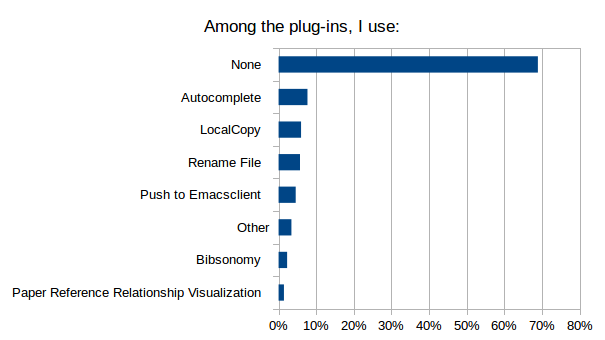 Among the plug-ins, I use:
None
Autocomplete
LocalCopy
Rename File
Push to Emacsclient
Other
Bibsonomy
Paper Reference Relationship Visualization
0% 10% 20% 30% 40% 50% 60% 70% 80%